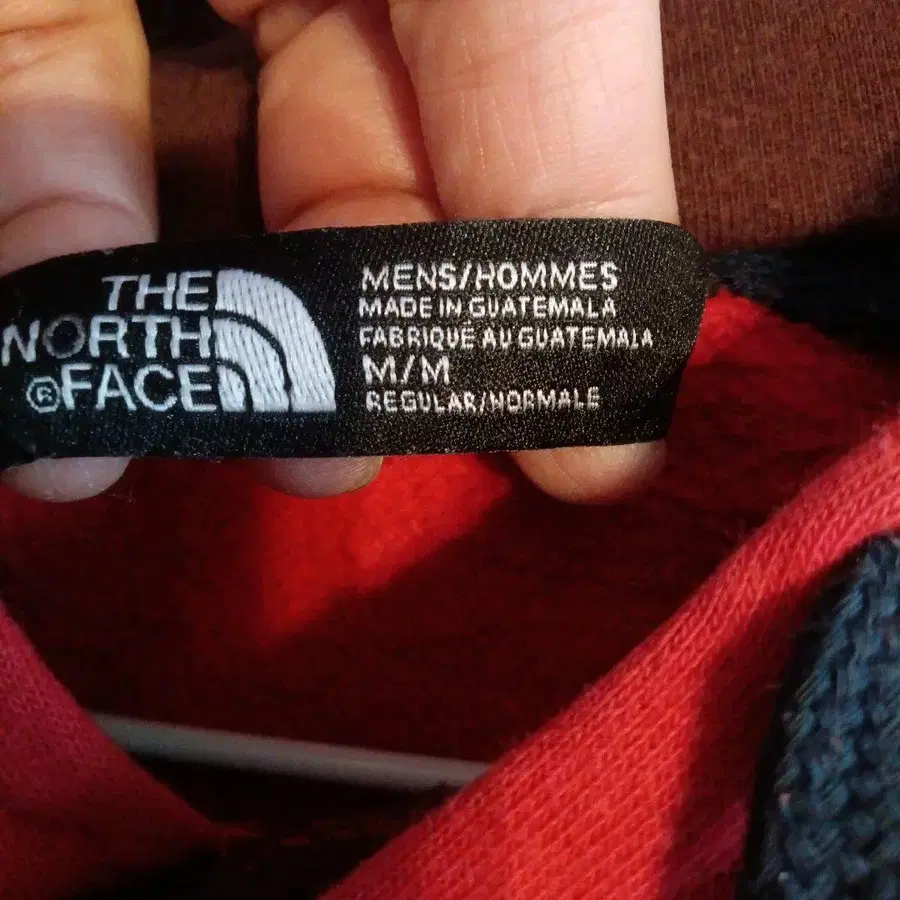 THE
NORTH
®FACE
MENS/HOMMES
MADE IN GUATEMALA
FABRIQUÉ AU GUATEMALA
M/M
REGULAR/NORMALE